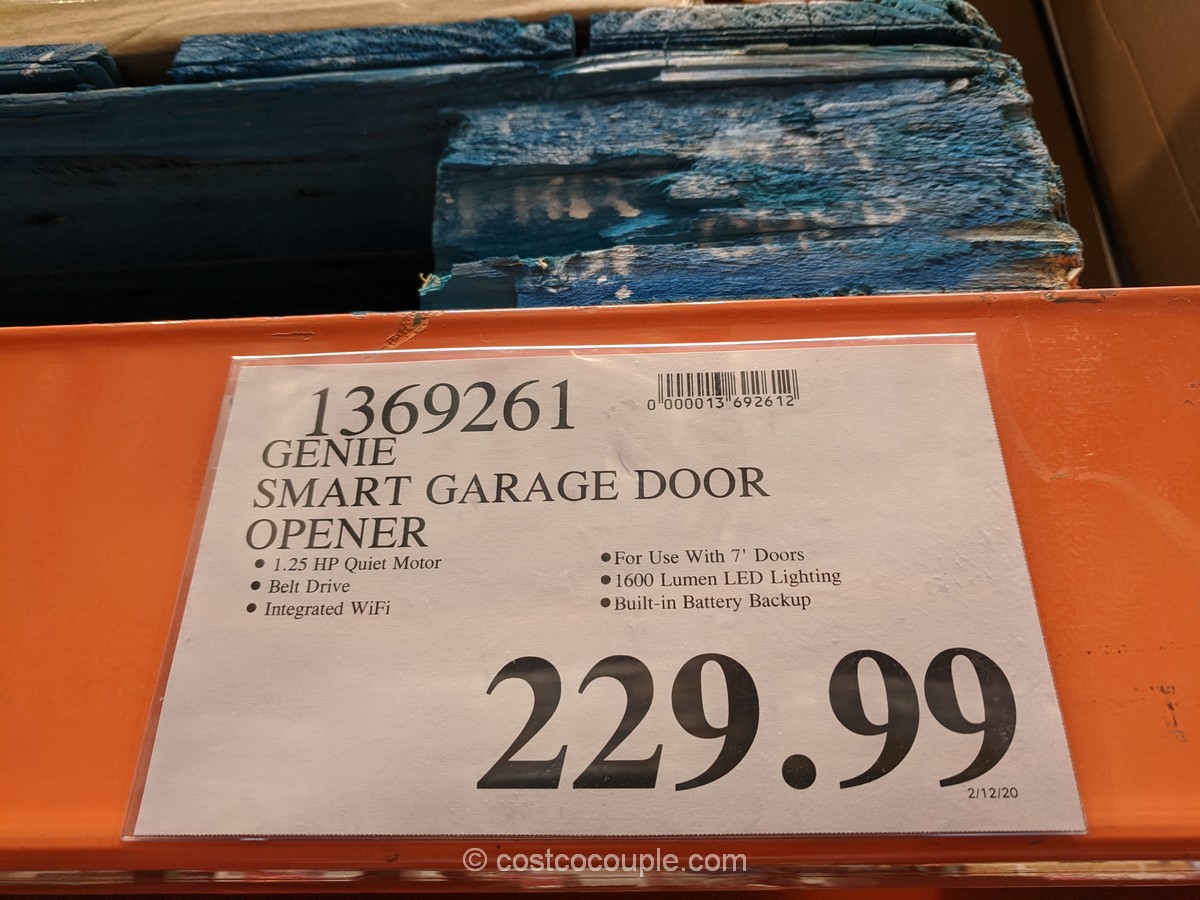 1369261
0 000013 692612
GENIE
SMART GARAGE DOOR
OPENER
• 1.25 HP Quiet Motor
• Belt Drive
• Integrated WiFi
• For Use With 7' Doors
• 1600 Lumen LED Lighting
• Built-in Battery Backup
229.99
2/12/20
© costcocouple.com